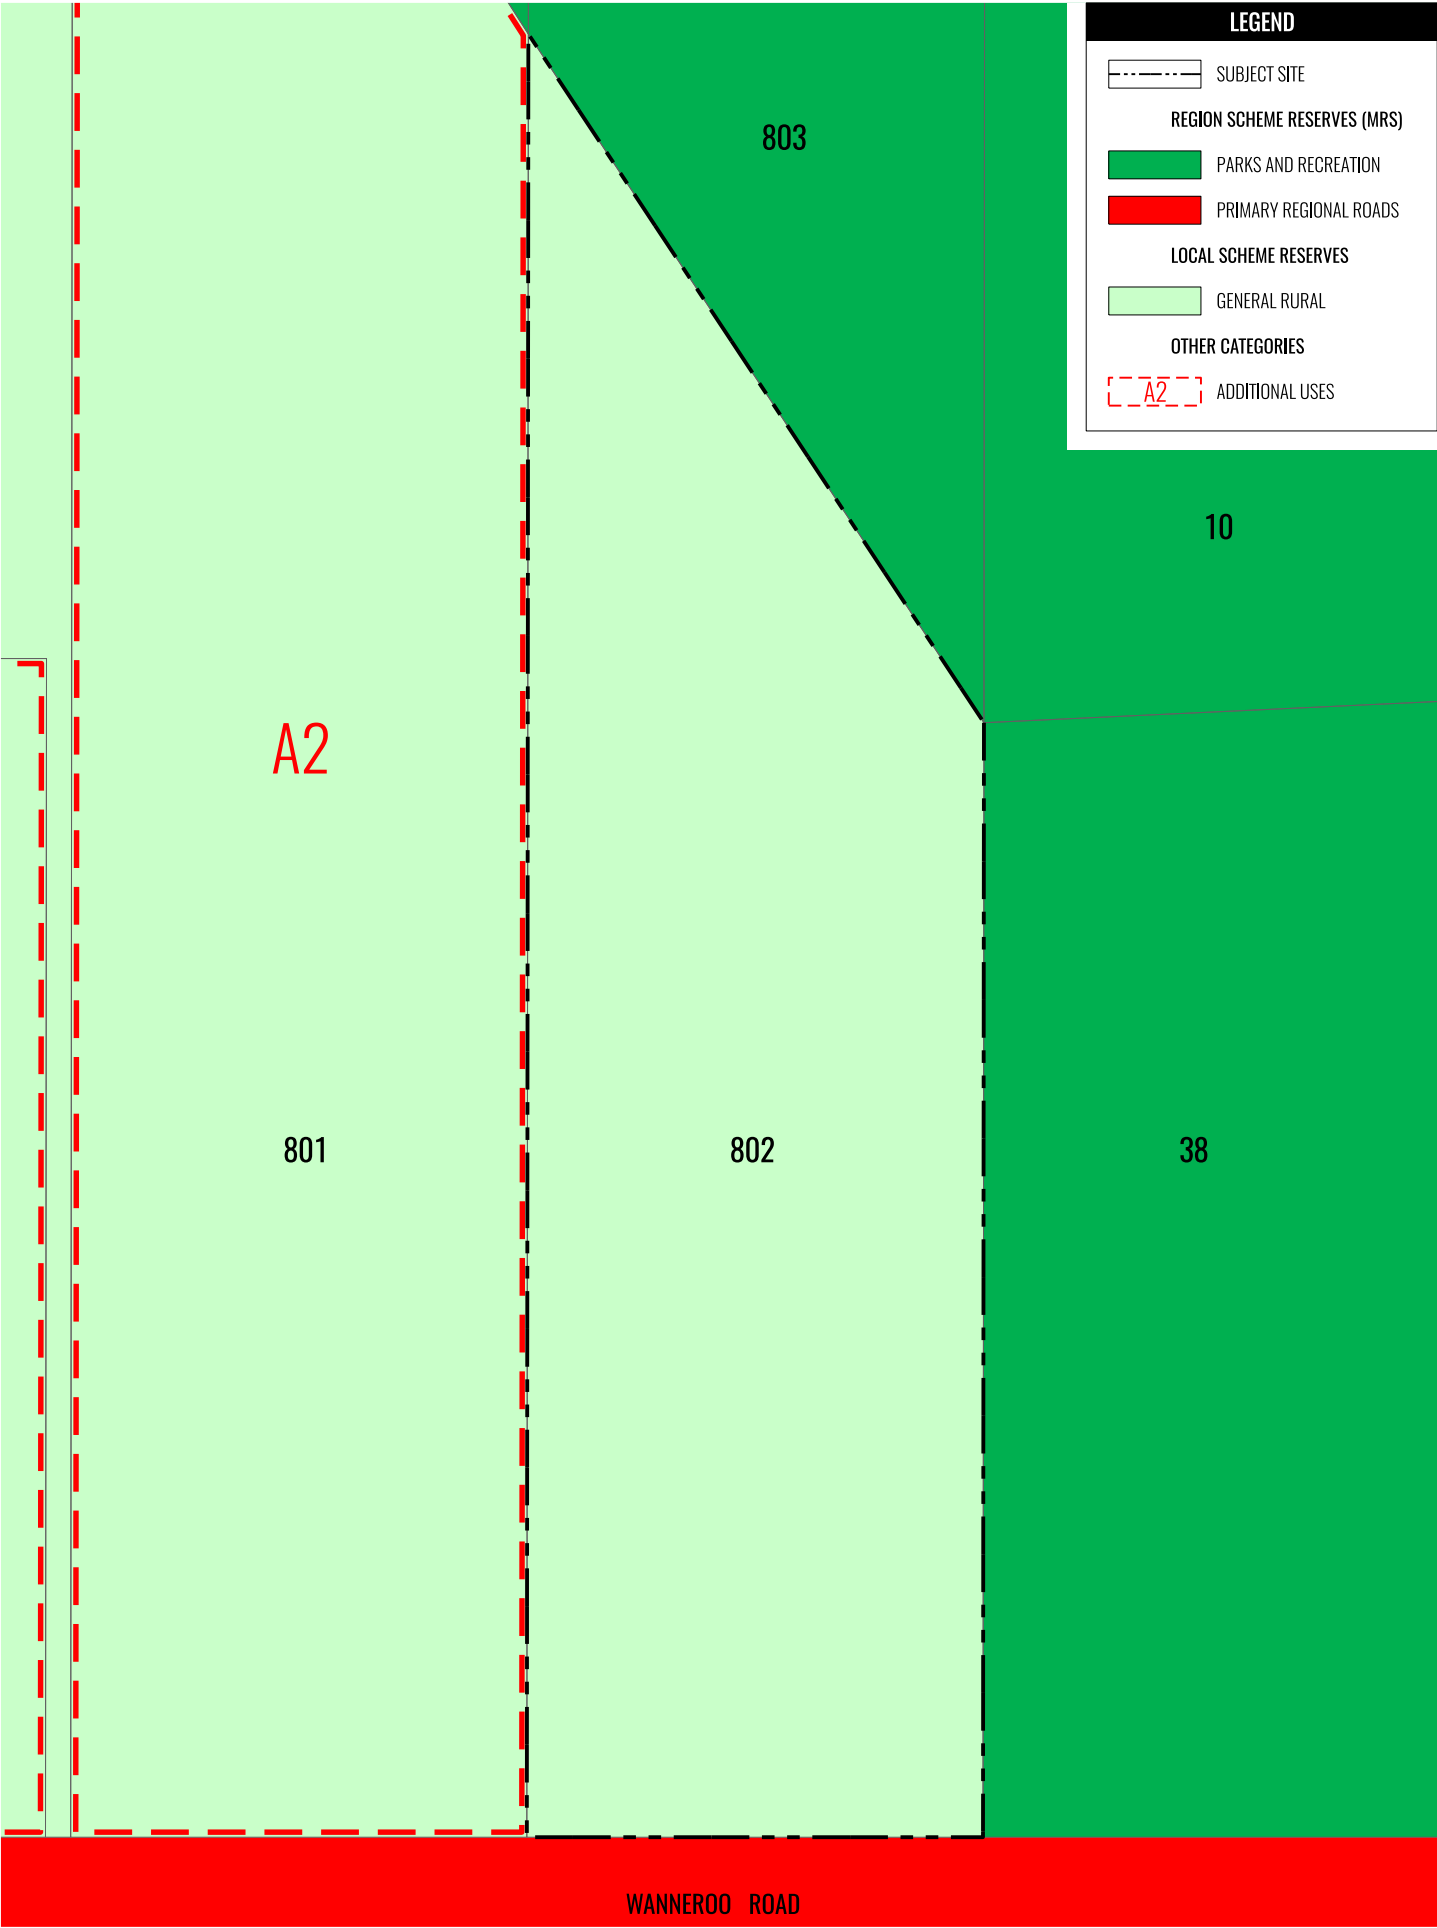 LEGEND
SUBJECT SITE
REGION SCHEME RESERVES (MRS)
PARKS AND RECREATION
PRIMARY REGIONAL ROADS
LOCAL SCHEME RESERVES
GENERAL RURAL
OTHER CATEGORIES
A2 ADDITIONAL USES
803
10
A2
801
802
38
WANNEROO ROAD